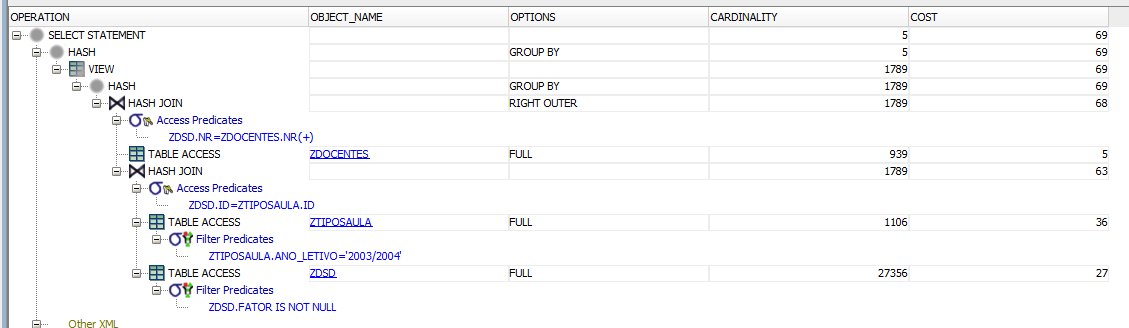 OPERATION OBJECT_NAME OPTIONS CARDINALITY COST
SELECT STATEMENT 5 69
HASH GROUP BY 5 69
VIEW 1789 69
HASH GROUP BY 1789 69
HASH JOIN RIGHT OUTER 1789 68
Access Predicates
ZDSD.NR=ZDOCENTES.NR(+)
TABLE ACCESS ZDOCENTES FULL 939 5
HASH JOIN 1789 63
Access Predicates
ZDSD.ID=ZTIPOSAULA.ID
TABLE ACCESS ZTIPOSAULA FULL 1106 36
Filter Predicates
ZTIPOSAULA.ANO_LETIVO='2003/2004'
TABLE ACCESS ZDSD FULL 27356 27
Filter Predicates
ZDSD.FATOR IS NOT NULL
Other XML